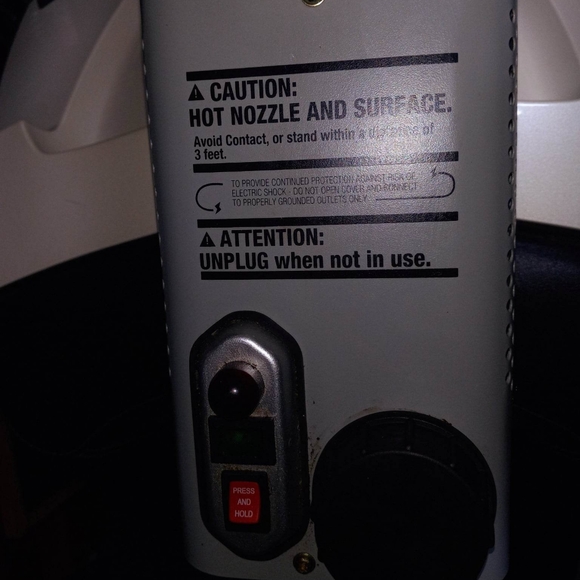 ⚠ CAUTION:
HOT NOZZLE AND SURFACE.
Avoid Contact, or stand within a distance of
3 feet.
TO PROVIDE CONTINUED PROTECTION AGAINST RISK OF
ELECTRIC SHOCK - DO NOT OPEN COVER AND CONNECT
TO PROPERLY GROUNDED OUTLETS ONLY
⚠ ATTENTION:
UNPLUG when not in use.
PRESS
AND
HOLD